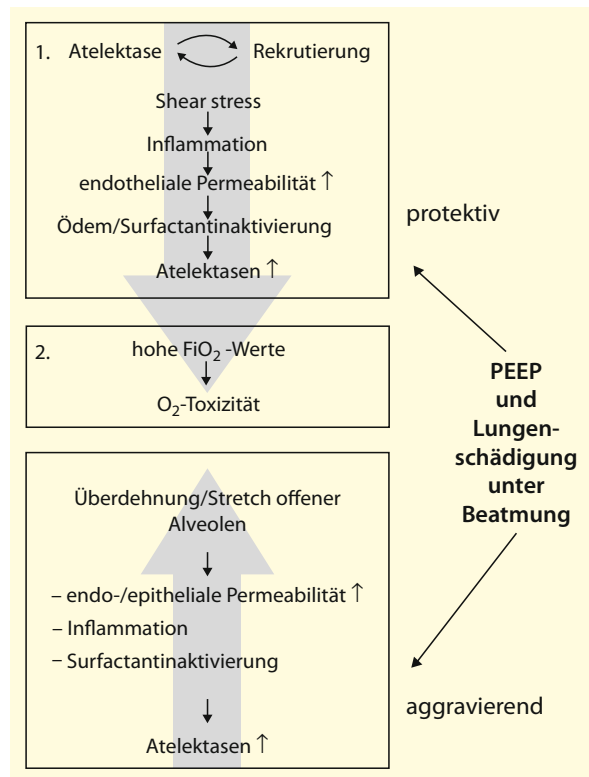 1. Atelektase Rekrutierung
Shear stress
Inflammation
endotheliale Permeabilität ↑
Ödem/Surfactantinaktivierung
Atelektasen ↑
protektiv
2. hohe FiO₂ -Werte
O₂-Toxizität
PEEP
und
Lungen-
schädigung
unter
Beatmung
Überdehnung/Stretch offener
Alveolen
– endo-/epitheliale Permeabilität ↑
– Inflammation
– Surfactantinaktivierung
Atelektasen ↑
aggravierend